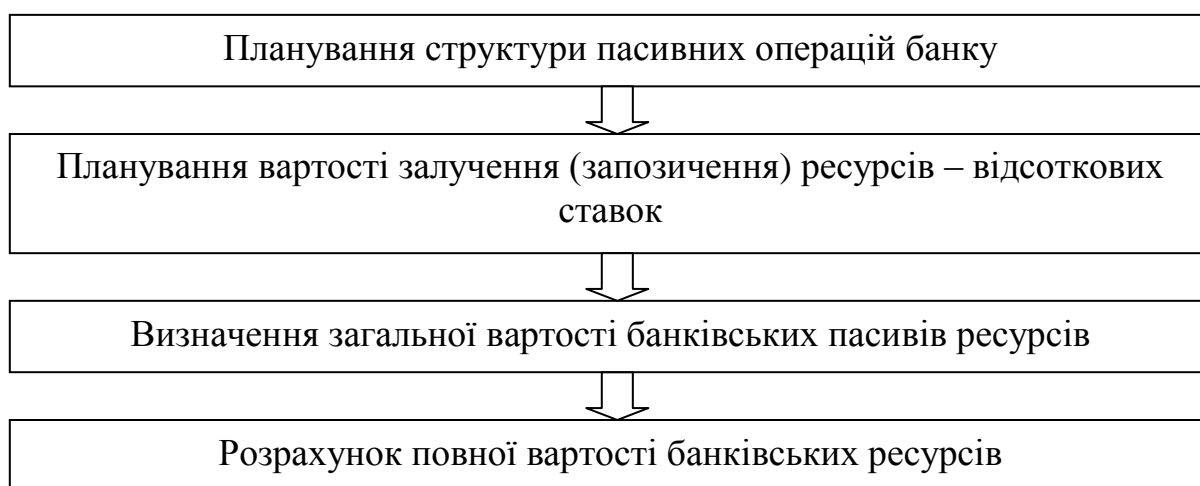 Планування структури пасивних операцій банку
Планування вартості залучення (запозичення) ресурсів – відсоткових
ставок
Визначення загальної вартості банківських пасивів ресурсів
Розрахунок повної вартості банківських ресурсів